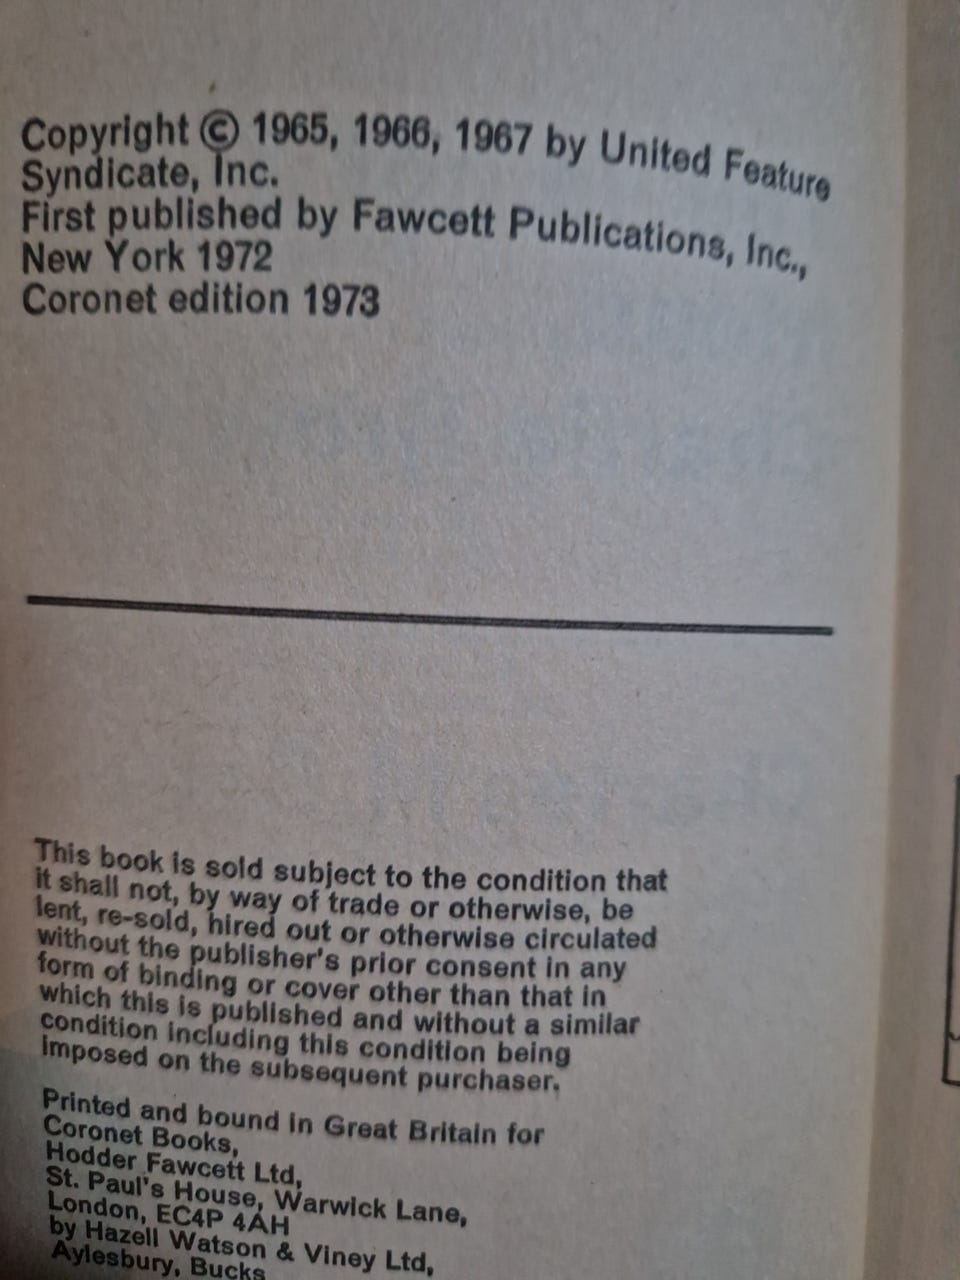 Copyright © 1965, 1966, 1967 by United Feature
Syndicate, Inc.
First published by Fawcett Publications, Inc.,
New York 1972
Coronet edition 1973
This book is sold subject to the condition that
it shall not, by way of trade or otherwise, be
lent, re-sold, hired out or otherwise circulated
without the publisher's prior consent in any
form of binding or cover other than that in
which this is published and without a similar
condition including this condition being
imposed on the subsequent purchaser.
Printed and bound in Great Britain for
Coronet Books,
Hodder Fawcett Ltd,
St. Paul's House, Warwick Lane,
London, EC4P 4AH
by Hazell Watson & Viney Ltd,
Aylesbury, Bucks